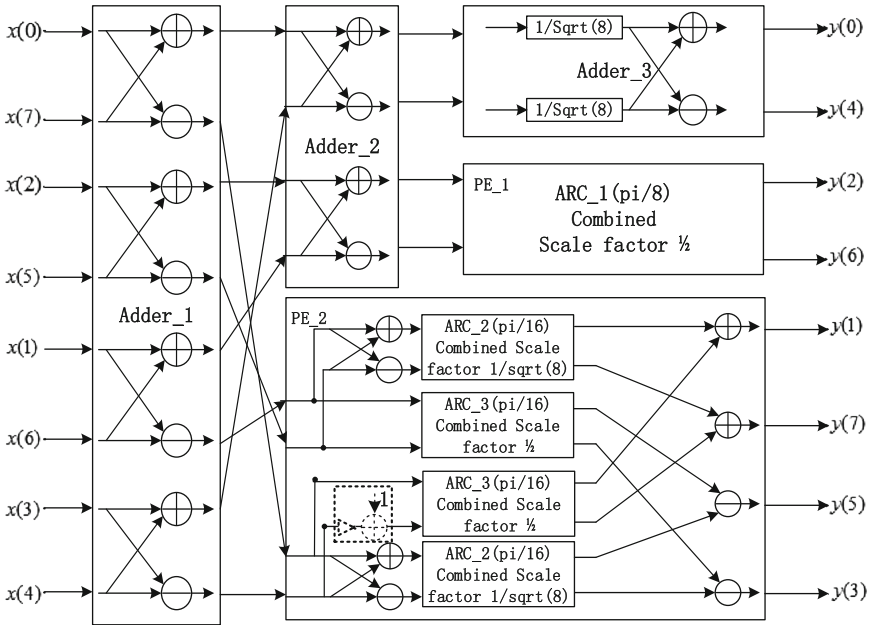 x(0)
x(7)
x(2)
x(5)
x(1)
x(6)
x(3)
x(4)
Adder_1
Adder_2
1/Sqrt(8)
Adder_3
1/Sqrt(8)
PE_1
ARC_1(pi/8)
Combined
Scale factor ½
PE_2
ARC_2(pi/16)
Combined Scale
factor 1/sqrt(8)
ARC_3(pi/16)
Combined Scale
factor ½
1
ARC_3(pi/16)
Combined Scale
factor ½
ARC_2(pi/16)
Combined Scale
factor 1/sqrt(8)
y(0)
y(4)
y(2)
y(6)
y(1)
y(7)
y(5)
y(3)